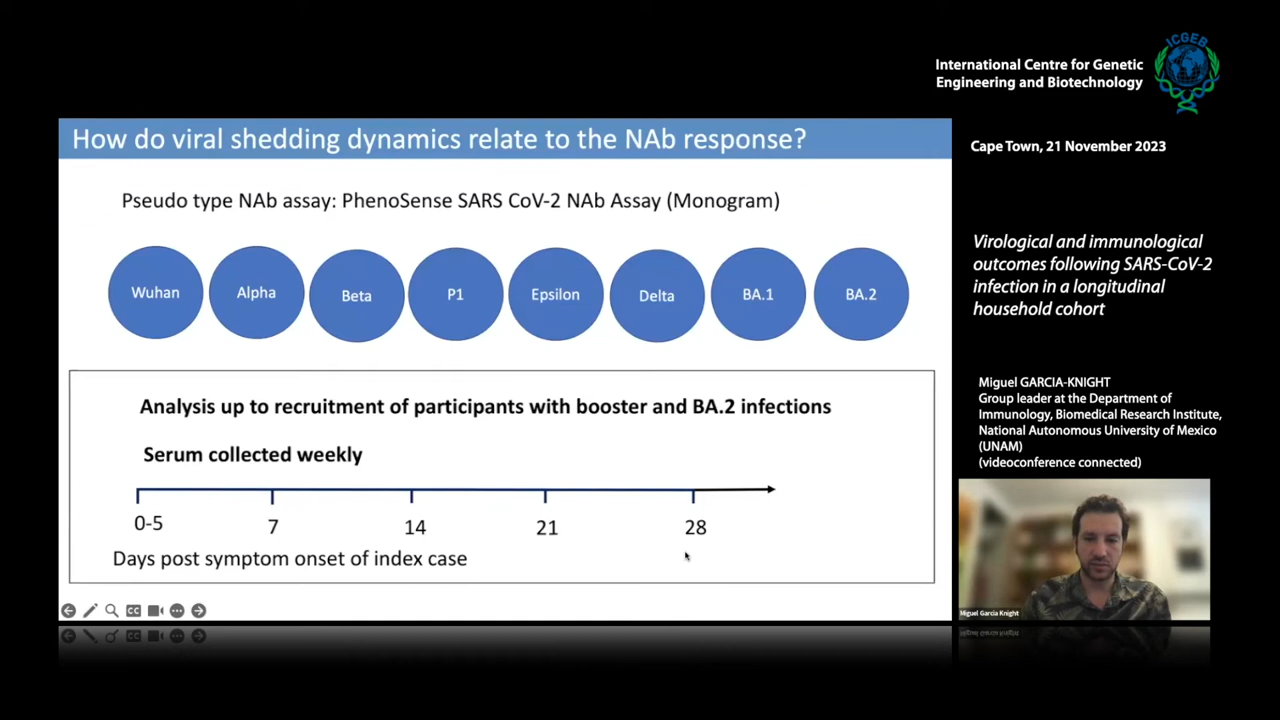 ICGEB
International Centre for Genetic
Engineering and Biotechnology
Cape Town, 21 November 2023
How do viral shedding dynamics relate to the NAb response?
Pseudo type NAb assay: PhenoSense SARS CoV-2 NAb Assay (Monogram)
Wuhan
Alpha
Beta
P1
Epsilon
Delta
BA.1
BA.2
Analysis up to recruitment of participants with booster and BA.2 infections
Serum collected weekly
0-5
7
14
21
28
Days post symptom onset of index case
CC
Virological and immunological
outcomes following SARS-CoV-2
infection in a longitudinal
household cohort
Miguel GARCIA-KNIGHT
Group leader at the Department of
Immunology, Biomedical Research Institute,
National Autonomous University of Mexico
(UNAM)
(videoconference connected)
Miguel Garcia Knight